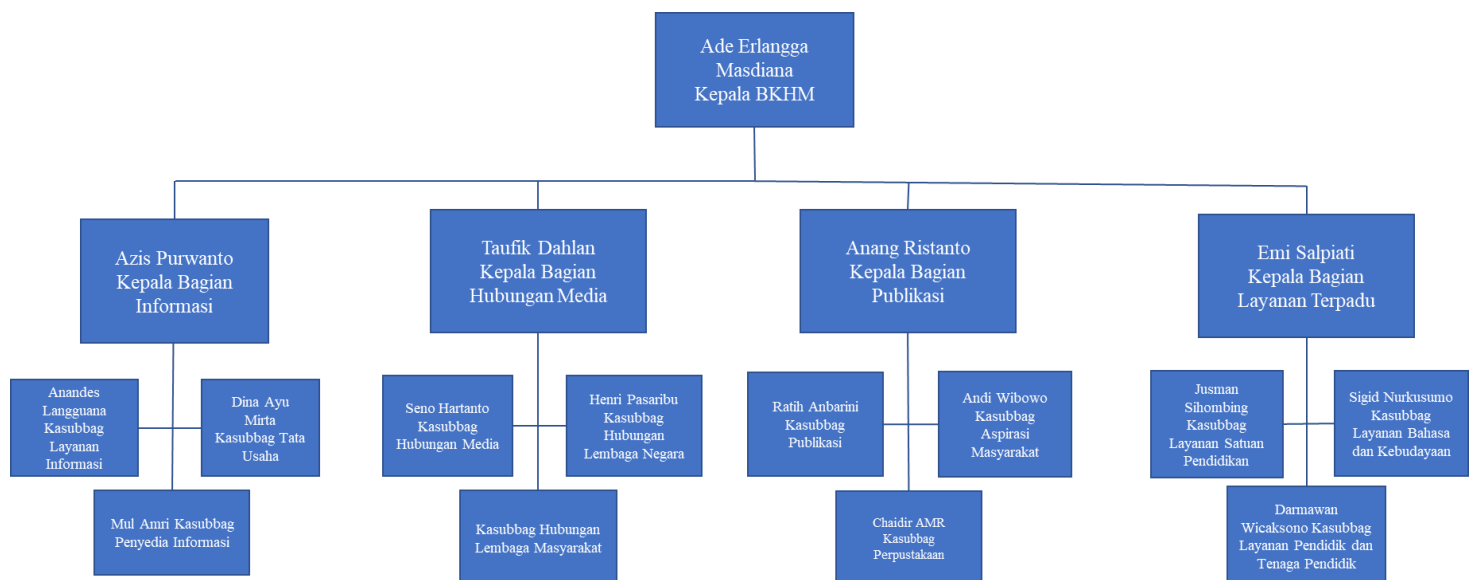 Ade Erlangga
Masdiana
Kepala BKHM
Azis Purwanto
Kepala Bagian
Informasi
Taufik Dahlan
Kepala Bagian
Hubungan Media
Anang Ristanto
Kepala Bagian
Publikasi
Emi Salpiati
Kepala Bagian
Layanan Terpadu
Anandes
Langguana
Kasubbag
Layanan
Informasi
Dina Ayu
Mirta
Kasubbag Tata
Usaha
Seno Hartanto
Kasubbag
Hubungan Media
Henri Pasaribu
Kasubbag
Hubungan
Lembaga Negara
Ratih Anbarini
Kasubbag
Publikasi
Andi Wibowo
Kasubbag
Aspirasi
Masyarakat
Jusman
Sihombing
Kasubbag
Layanan Satuan
Pendidikan
Sigid Nurkusumo
Kasubbag
Layanan Bahasa
dan Kebudayaan
Mul Amri Kasubbag
Penyedia Informasi
Kasubbag Hubungan
Lembaga Masyarakat
Chaidir AMR
Kasubbag
Perpustakaan
Darmawan
Wicaksono Kasubbag
Layanan Pendidik dan
Tenaga Pendidik